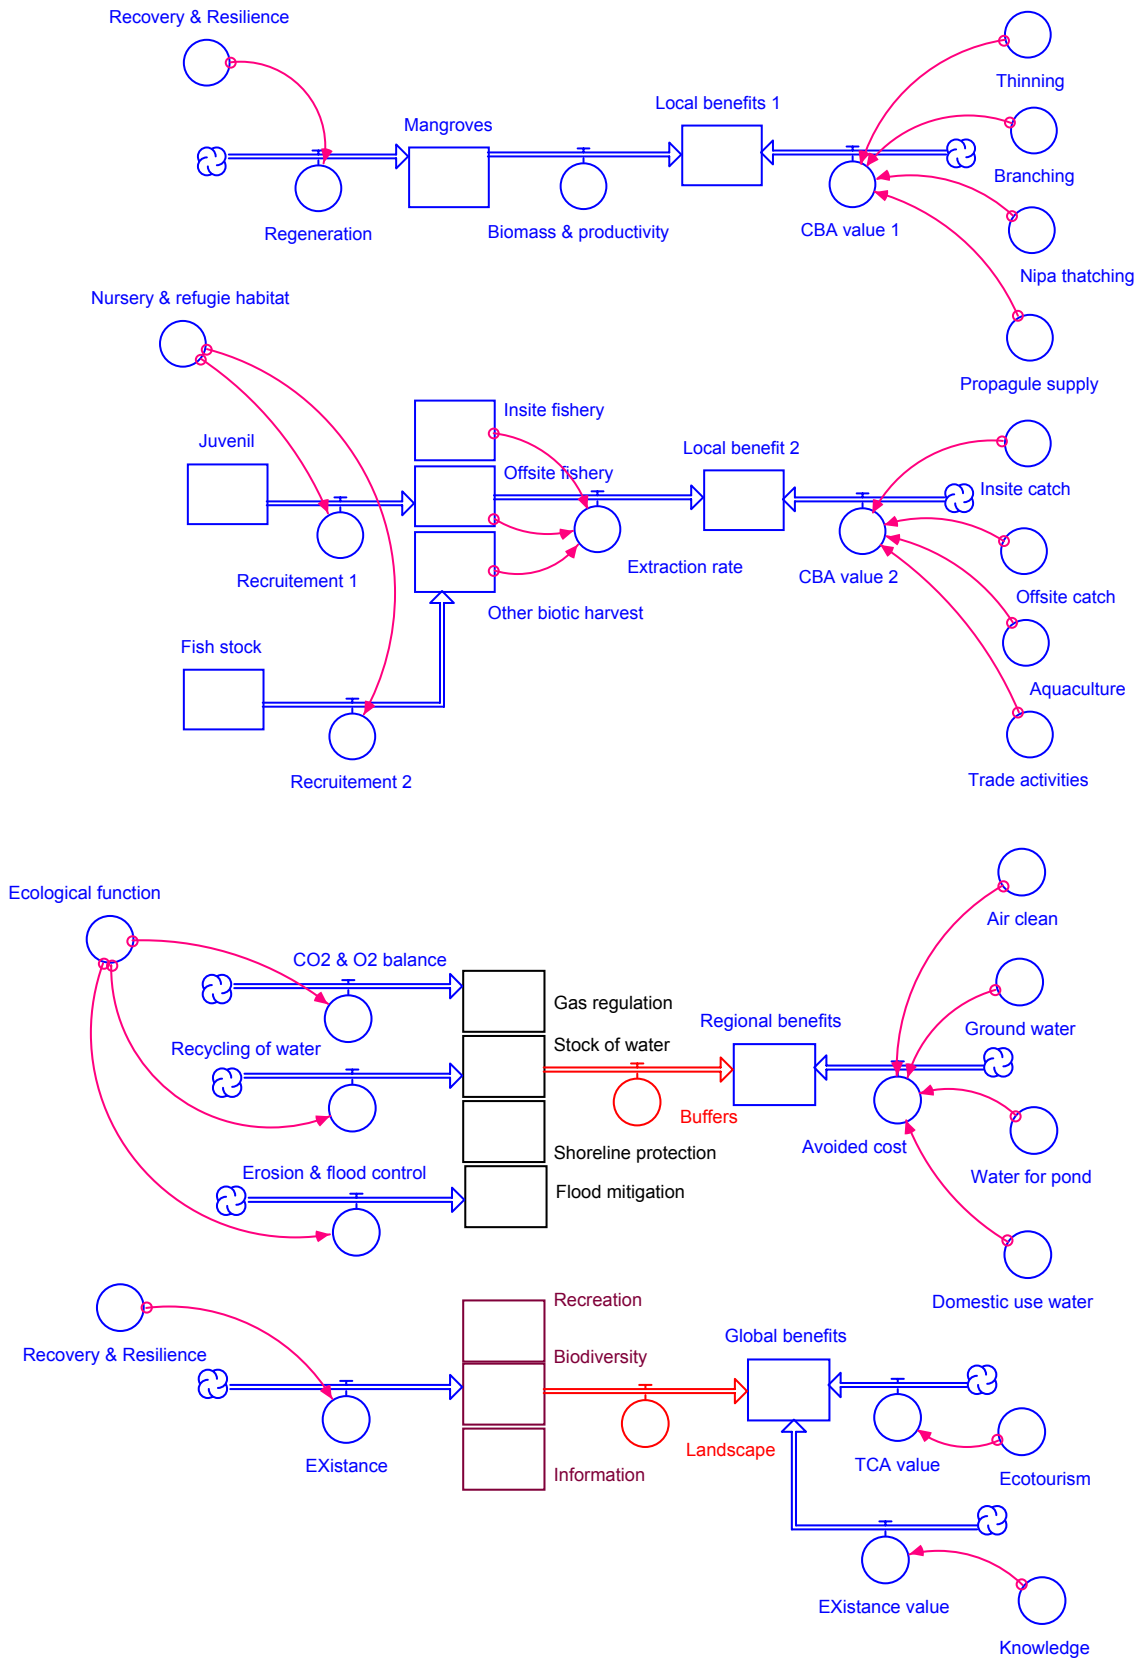 Recovery & Resilience
Thinning
Local benefits 1
Mangroves
Branching
Regeneration
Biomass & productivity
CBA value 1
Nipa thatching
Nursery & refugie habitat
Propagule supply
Insite fishery
Juvenil
Local benefit 2
Offsite fishery
Insite catch
Recruitement 1
Extraction rate
CBA value 2
Offsite catch
Other biotic harvest
Fish stock
Aquaculture
Recruitement 2
Trade activities
Ecological function
Air clean
CO2 & O2 balance
Gas regulation
Regional benefits
Ground water
Recycling of water
Stock of water
Buffers
Avoided cost
Shoreline protection
Erosion & flood control
Water for pond
Flood mitigation
Recreation
Domestic use water
Global benefits
Recovery & Resilience
Biodiversity
Landscape
EXistance
TCA value
Information
Ecotourism
EXistance value
Knowledge